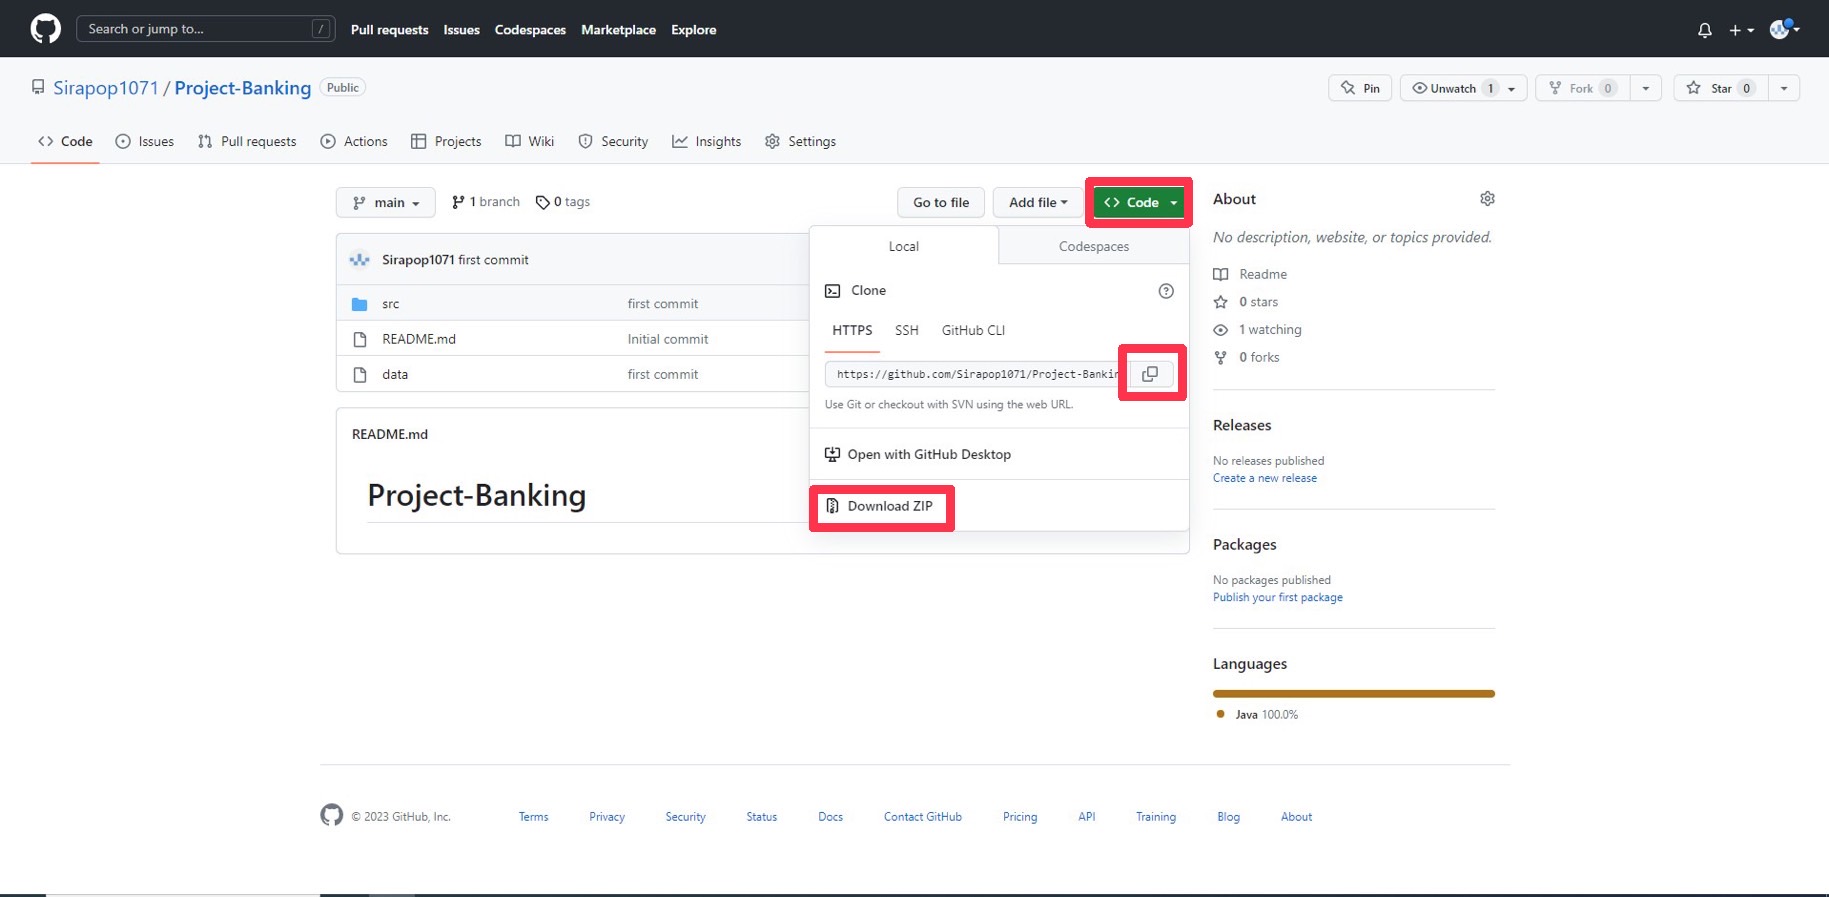 Search or jump to... / Pull requests Issues Codespaces Marketplace Explore
Sirapop1071 / Project-Banking Public Pin Unwatch 1 Fork 0 Star 0
Code Issues Pull requests Actions Projects Wiki Security Insights Settings
main 1 branch 0 tags Go to file Add file Code
Sirapop1071 first commit
src first commit
README.md Initial commit
data first commit
README.md
Project-Banking
Local Codespaces
Clone
HTTPS SSH GitHub CLI
https://github.com/Sirapop1071/Project-Bankin
Use Git or checkout with SVN using the web URL.
Open with GitHub Desktop
Download ZIP
About
No description, website, or topics provided.
Readme
0 stars
1 watching
0 forks
Releases
No releases published
Create a new release
Packages
No packages published
Publish your first package
Languages
Java 100.0%
© 2023 GitHub, Inc. Terms Privacy Security Status Docs Contact GitHub Pricing API Training Blog About